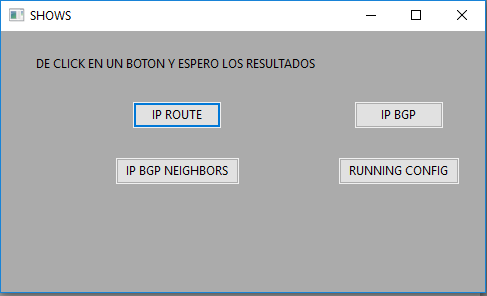 SHOWS
DE CLICK EN UN BOTON Y ESPERO LOS RESULTADOS
IP ROUTE
IP BGP
IP BGP NEIGHBORS
RUNNING CONFIG